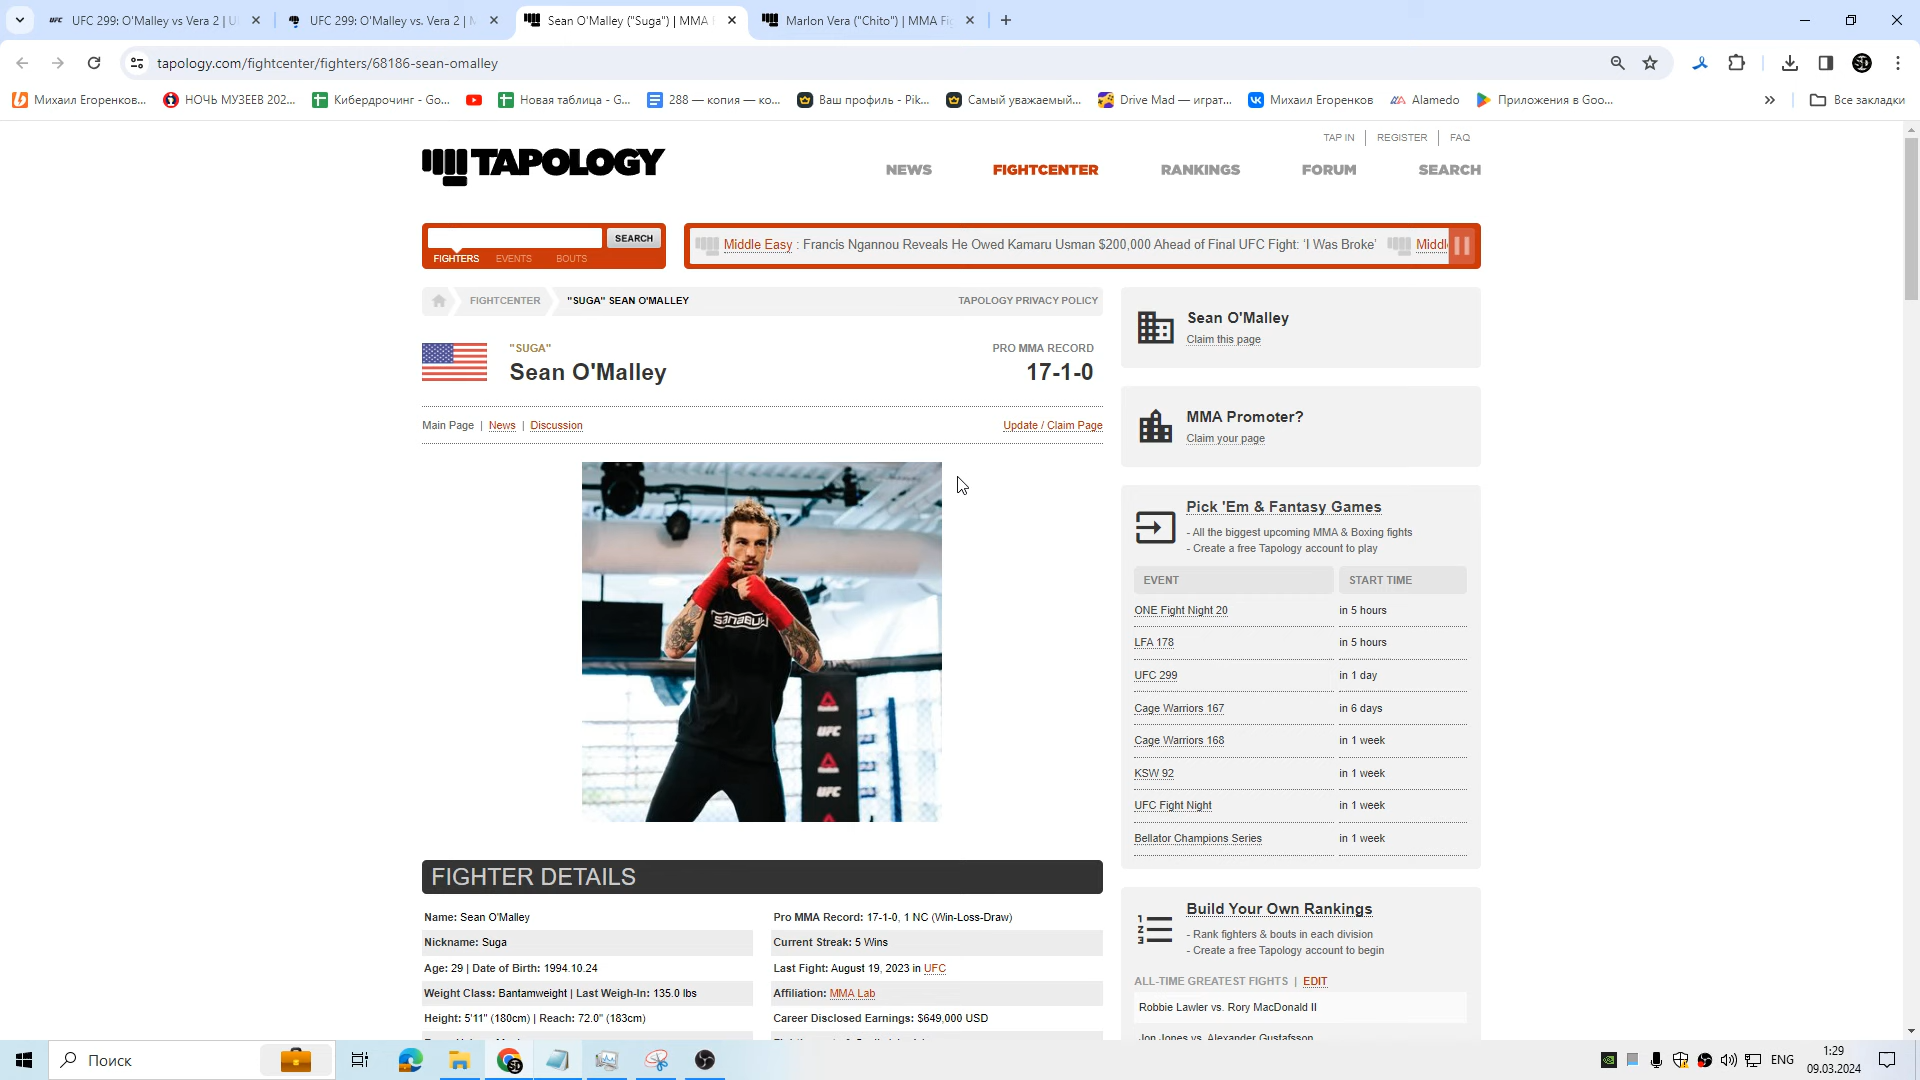 UFC 299: O'Malley vs Vera 2 | U
UFC 299: O'Malley vs. Vera 2 | M
Sean O'Malley ("Suga") | MMA
Marlon Vera ("Chito") | MMA Fi
tapology.com/fightcenter/fighters/68186-sean-omalley
Михаил Егоренков...
НОЧЬ МУЗЕЕВ 202...
Кибердрочинг - Go...
Новая таблица - G...
288 — копия — ко...
Ваш профиль - Pik...
Самый уважаемый...
Drive Mad — играт...
Михаил Егоренков
Alamedo
Приложения в Goo...
Все закладки
TAP IN
REGISTER
FAQ
TAPOLOGY
NEWS
FIGHTCENTER
RANKINGS
FORUM
SEARCH
SEARCH
FIGHTERS
EVENTS
BOUTS
Middle Easy : Francis Ngannou Reveals He Owed Kamaru Usman $200,000 Ahead of Final UFC Fight: 'I Was Broke'
Middl
FIGHTCENTER
"SUGA" SEAN O'MALLEY
TAPOLOGY PRIVACY POLICY
"SUGA"
Sean O'Malley
PRO MMA RECORD
17-1-0
Main Page | News | Discussion
Update / Claim Page
sanabul
UFC
UFC
FIGHTER DETAILS
Name: Sean O'Malley
Pro MMA Record: 17-1-0, 1 NC (Win-Loss-Draw)
Nickname: Suga
Current Streak: 5 Wins
Age: 29 | Date of Birth: 1994.10.24
Last Fight: August 19, 2023 in UFC
Weight Class: Bantamweight | Last Weigh-In: 135.0 lbs
Affiliation: MMA Lab
Height: 5'11" (180cm) | Reach: 72.0" (183cm)
Career Disclosed Earnings: $649,000 USD
Sean O'Malley
Claim this page
MMA Promoter?
Claim your page
Pick 'Em & Fantasy Games
- All the biggest upcoming MMA & Boxing fights
- Create a free Tapology account to play
EVENT
START TIME
ONE Fight Night 20
in 5 hours
LFA 178
in 5 hours
UFC 299
in 1 day
Cage Warriors 167
in 6 days
Cage Warriors 168
in 1 week
KSW 92
in 1 week
UFC Fight Night
in 1 week
Bellator Champions Series
in 1 week
Build Your Own Rankings
- Rank fighters & bouts in each division
- Create a free Tapology account to begin
ALL-TIME GREATEST FIGHTS | EDIT
Robbie Lawler vs. Rory MacDonald II
Jon Jones vs. Alexander Gustafsson
Поиск
ENG
1:29
09.03.2024